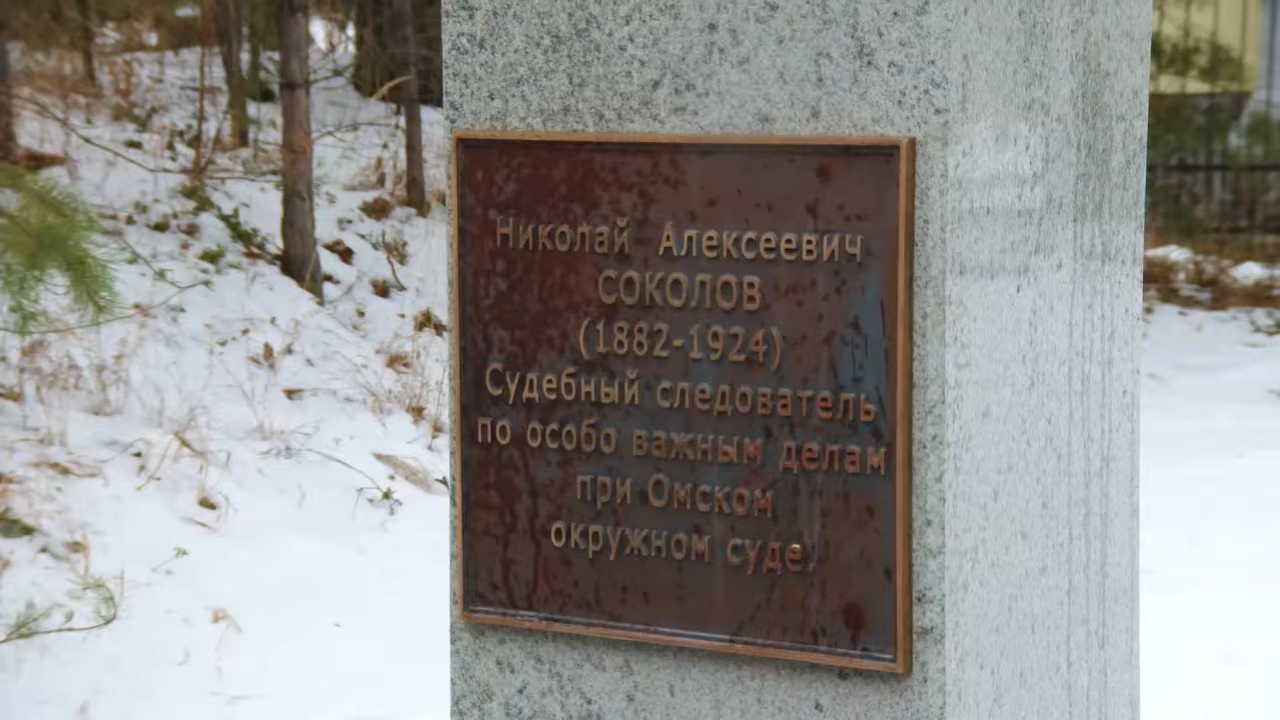 Николай Алексеевич
СОКОЛОВ
(1882-1924)
Судебный следователь
по особо важным делам
при Омском
окружном суде